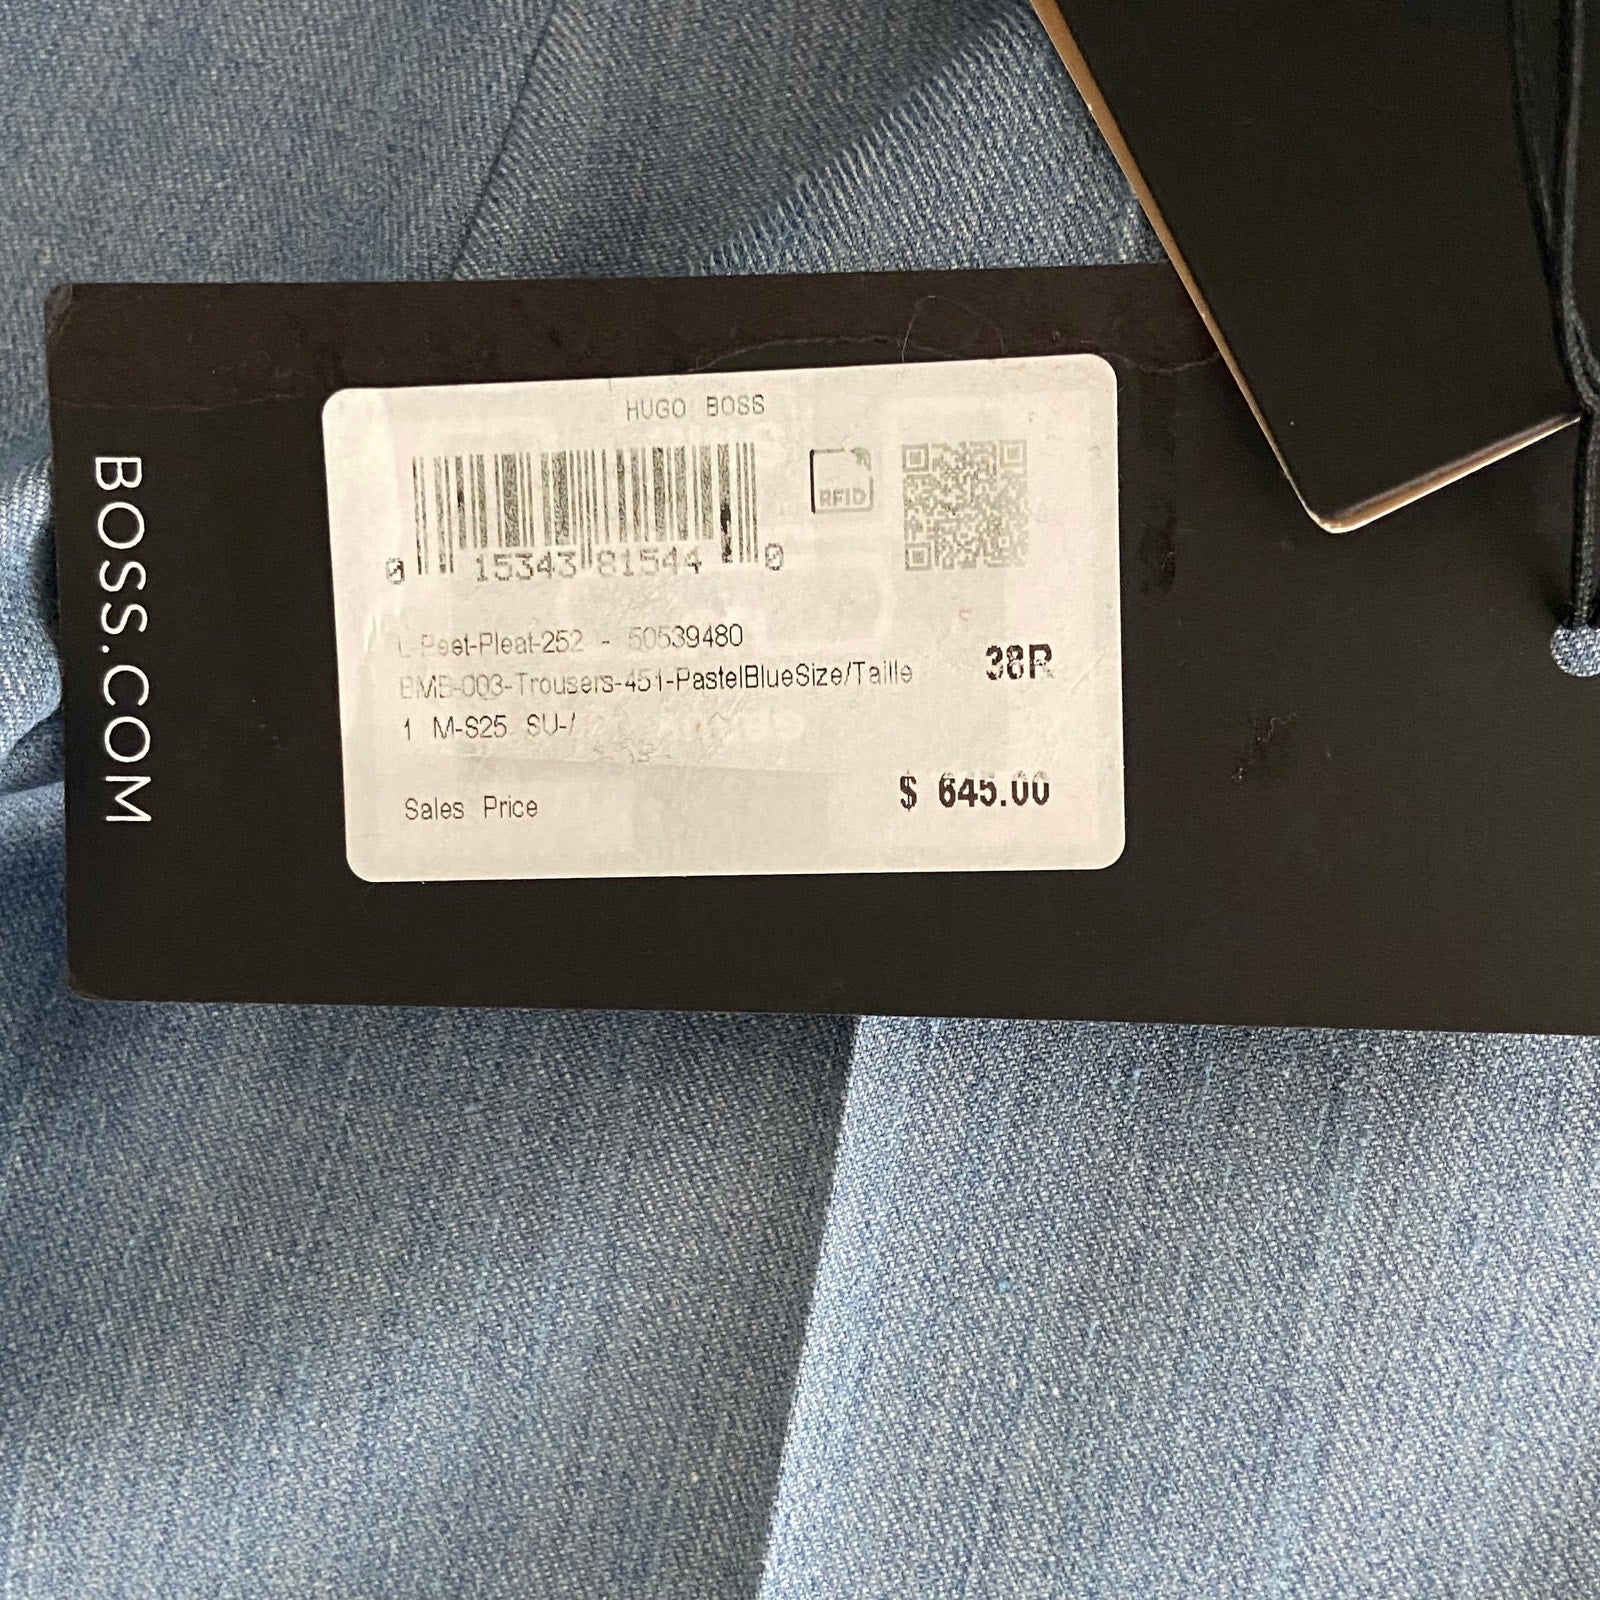 BOSS.COM
HUGO BOSS
RFID
0 15343 81544 0
L-Peet-Pleat-252 - 50539480
BMB-003-Trousers-451-PastelBlueSize/Taille 38R
1 M-S25 SU-/
Sales Price $ 645.00